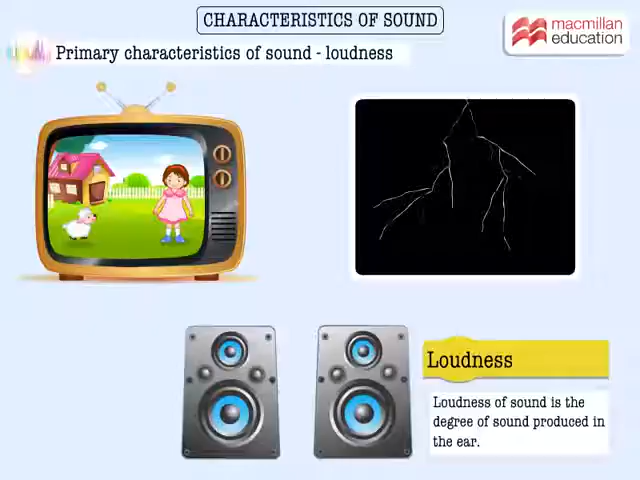 CHARACTERISTICS OF SOUND
macmillan
education
Primary characteristics of sound - loudness
Loudness
Loudness of sound is the
degree of sound produced in
the ear.